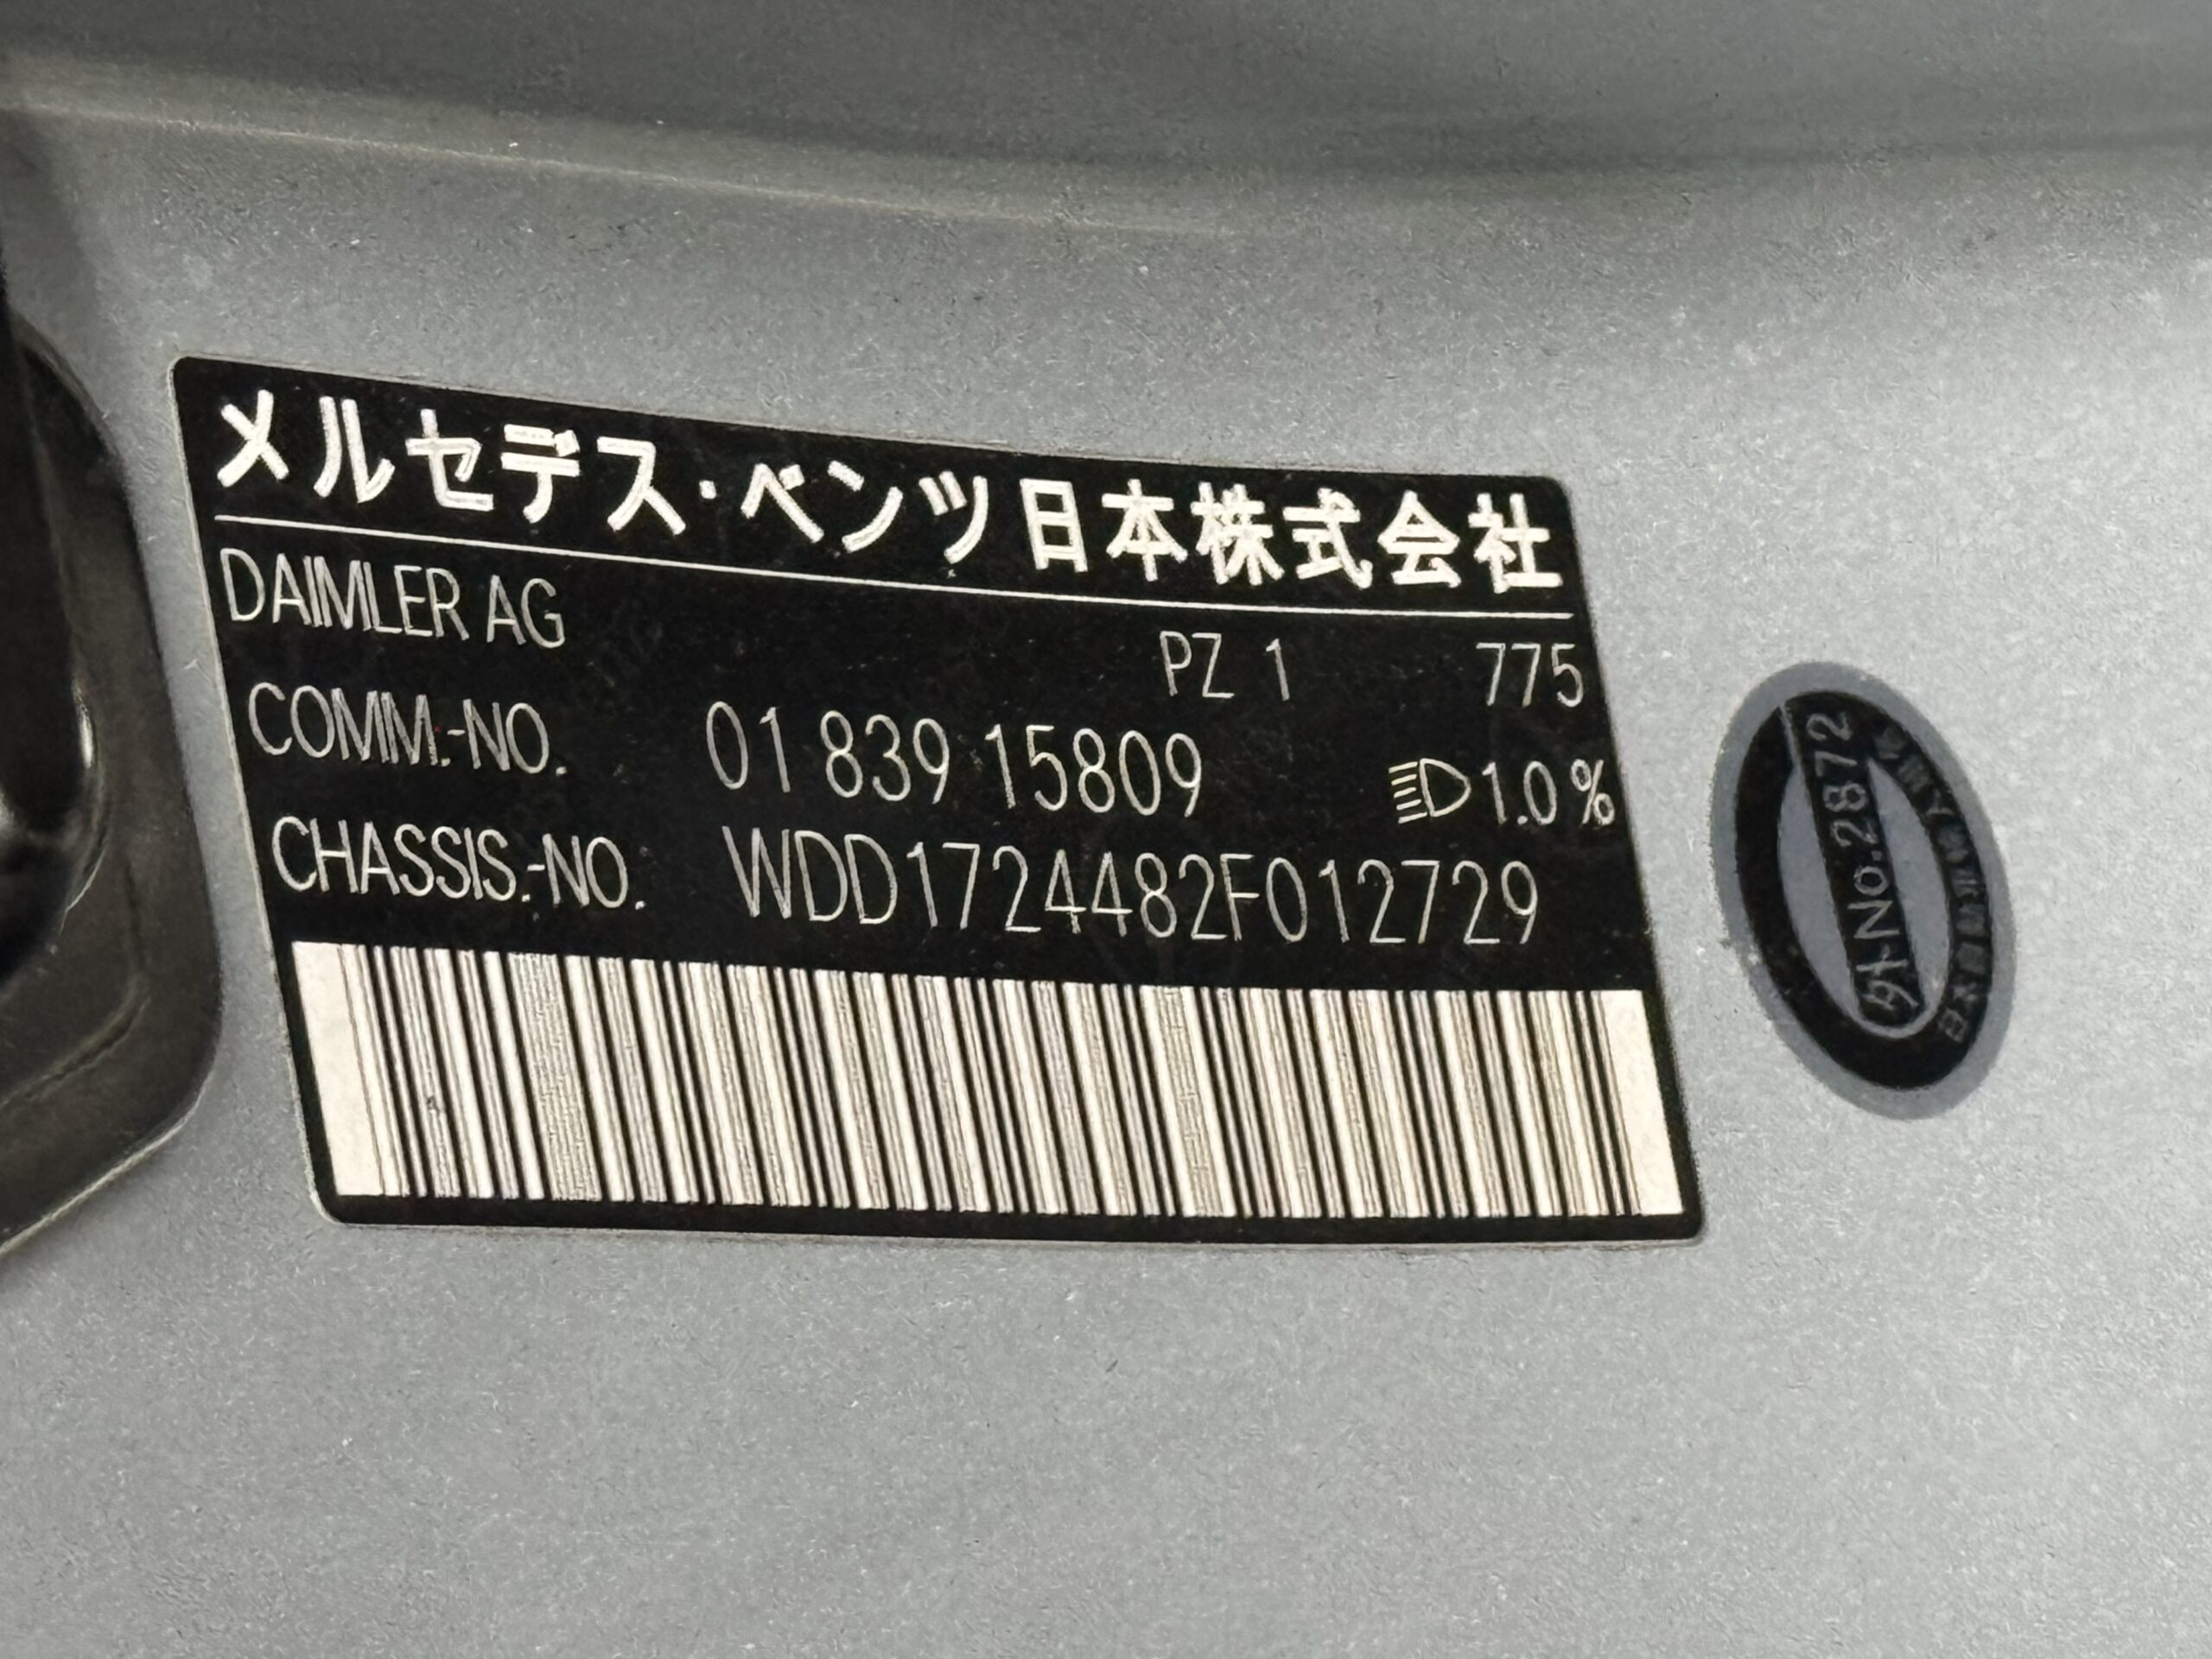 メルセデス・ベンツ日本株式会社
DAIMLER AG
PZ 1 775
COMM.-NO. 01 839 15809 1.0%
CHASSIS.-NO. WDD1724482F012729
91-No.2872